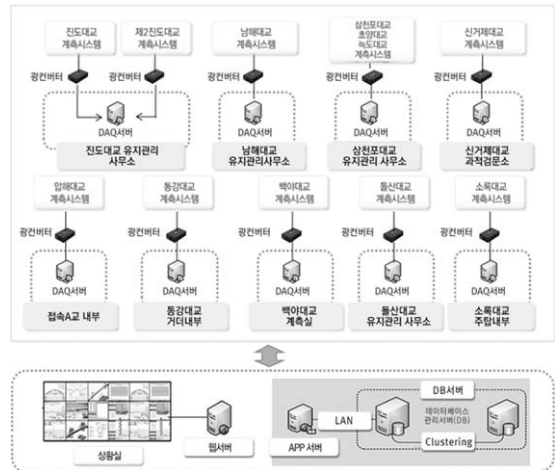 진도대교
계측시스템
제2진도대교
계측시스템
남해대교
계측시스템
삼천포대교
초양대교
늑도대교
계측시스템
신거제대교
계측시스템
광컨버터
광컨버터
광컨버터
광컨버터
광컨버터
DAQ서버
DAQ서버
DAQ서버
DAQ서버
진도대교 유지관리
사무소
남해대교
유지관리사무소
삼천포대교
유지관리 사무소
신거제대교
과적검문소
압해대교
계측시스템
동강대교
계측시스템
백야대교
계측시스템
돌산대교
계측시스템
소록대교
계측시스템
광컨버터
광컨버터
광컨버터
광컨버터
광컨버터
DAQ서버
DAQ서버
DAQ서버
DAQ서버
DAQ서버
접속A교 내부
동강대교
거더내부
백야대교
계측실
돌산대교
유지관리 사무소
소록대교
주탑내부
상황실
웹서버
APP 서버
LAN
DB서버
데이터베이스
관리서버(DB)
Clustering